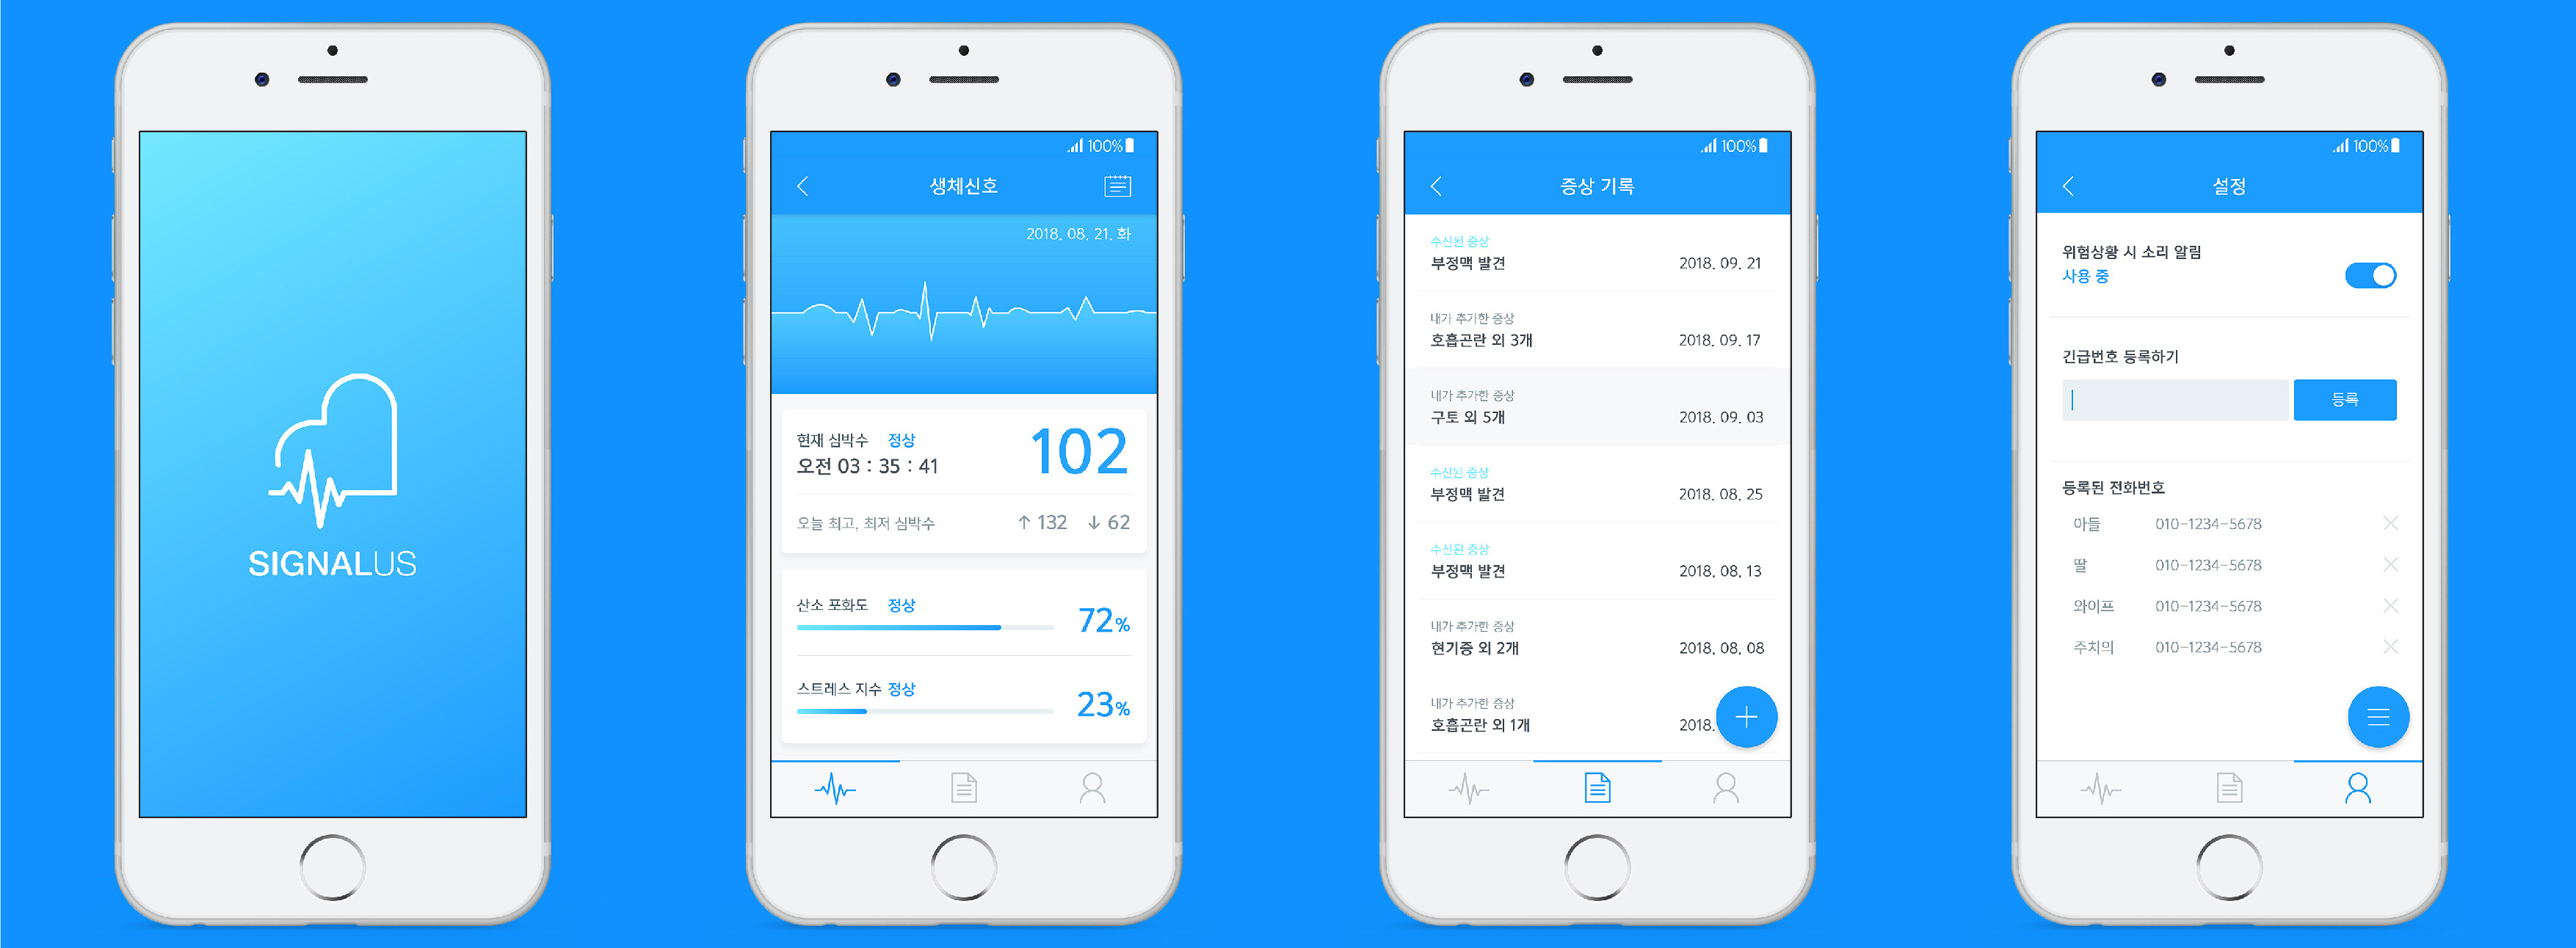 SIGNALUS
100%
생체신호
2018. 08. 21. 화
현재 심박수 정상
오전 03 : 35 : 41
102
오늘 최고, 최저 심박수 ↑ 132 ↓ 62
산소 포화도 정상
72%
스트레스 지수 정상
23%
100%
증상 기록
수신된 증상
부정맥 발견 2018. 09. 21
내가 추가한 증상
호흡곤란 외 3개 2018. 09. 17
내가 추가한 증상
구토 외 5개 2018. 09. 03
수신된 증상
부정맥 발견 2018. 08. 25
수신된 증상
부정맥 발견 2018. 08. 13
내가 추가한 증상
현기증 외 2개 2018. 08. 08
내가 추가한 증상
호흡곤란 외 1개 2018.
100%
설정
위험상황 시 소리 알림
사용 중
긴급번호 등록하기
등록
등록된 전화번호
아들 010-1234-5678
딸 010-1234-5678
와이프 010-1234-5678
주치의 010-1234-5678